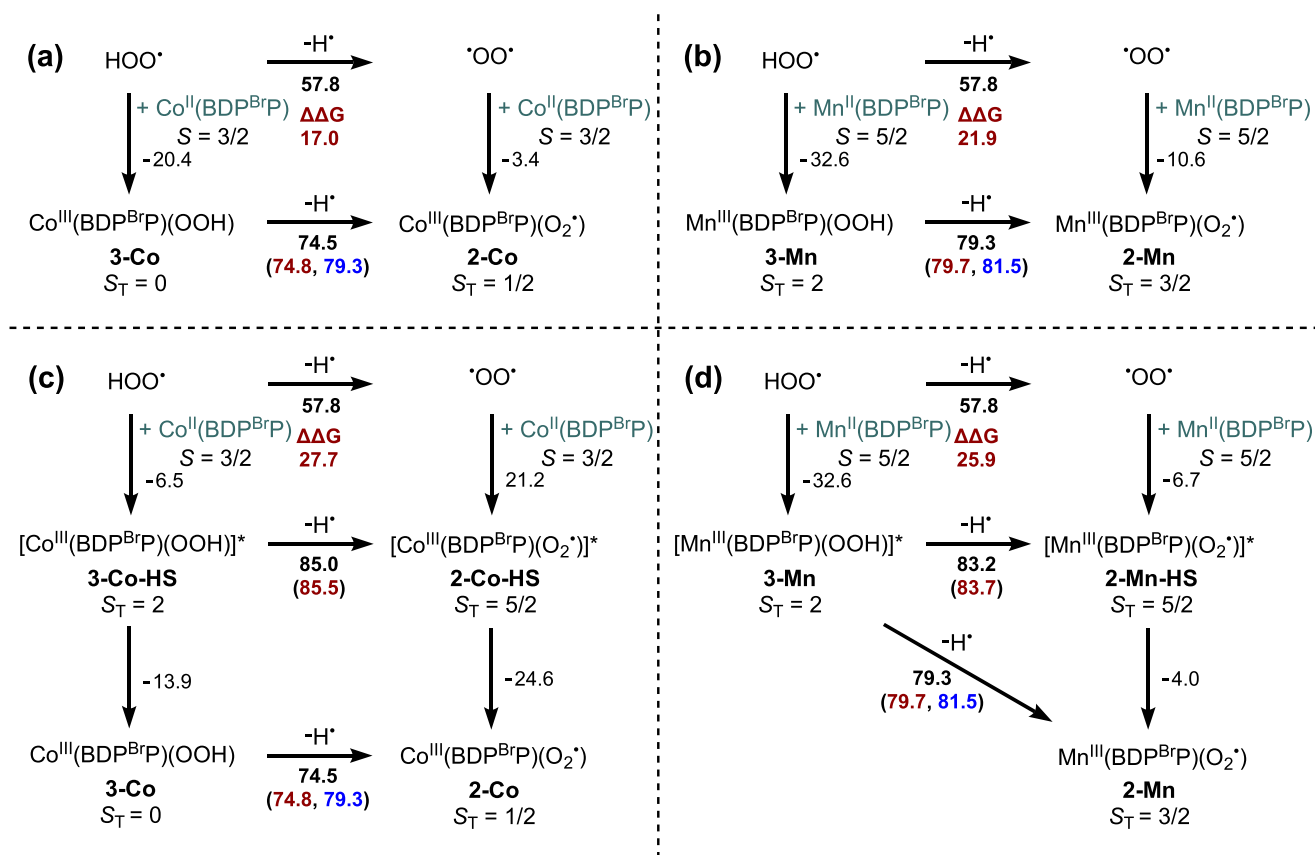 (a)
HOO• -H• •OO•
57.8
+ CoII(BDPBrP) ΔΔG + CoII(BDPBrP)
S = 3/2 17.0 S = 3/2
-20.4 -3.4
CoIII(BDPBrP)(OOH) -H• CoIII(BDPBrP)(O2•)
3-Co 74.5 2-Co
ST = 0 (74.8, 79.3) ST = 1/2
(b)
HOO• -H• •OO•
57.8
+ MnII(BDPBrP) ΔΔG + MnII(BDPBrP)
S = 5/2 21.9 S = 5/2
-32.6 -10.6
MnIII(BDPBrP)(OOH) -H• MnIII(BDPBrP)(O2•)
3-Mn 79.3 2-Mn
ST = 2 (79.7, 81.5) ST = 3/2
(c)
HOO• -H• •OO•
57.8
+ CoII(BDPBrP) ΔΔG + CoII(BDPBrP)
S = 3/2 27.7 S = 3/2
-6.5 21.2
[CoIII(BDPBrP)(OOH)]* -H• [CoIII(BDPBrP)(O2•)]*
3-Co-HS 85.0 2-Co-HS
ST = 2 (85.5) ST = 5/2
-13.9 -24.6
CoIII(BDPBrP)(OOH) -H• CoIII(BDPBrP)(O2•)
3-Co 74.5 2-Co
ST = 0 (74.8, 79.3) ST = 1/2
(d)
HOO• -H• •OO•
57.8
+ MnII(BDPBrP) ΔΔG + MnII(BDPBrP)
S = 5/2 25.9 S = 5/2
-32.6 -6.7
[MnIII(BDPBrP)(OOH)]* -H• [MnIII(BDPBrP)(O2•)]*
3-Mn 83.2 2-Mn-HS
ST = 2 (83.7) ST = 5/2
-H•
79.3 -4.0
(79.7, 81.5)
MnIII(BDPBrP)(O2•)
2-Mn
ST = 3/2